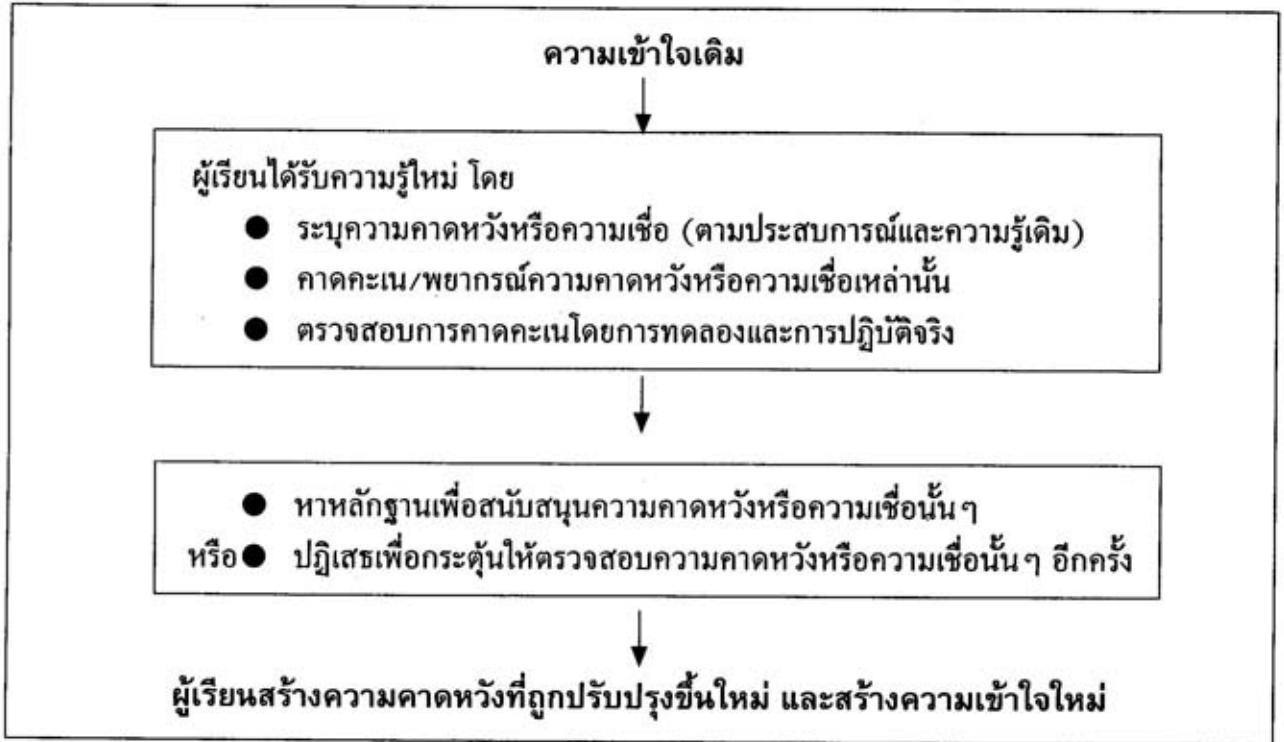 ความเข้าใจเดิม
ผู้เรียนได้รับความรู้ใหม่ โดย
● ระบุความคาดหวังหรือความเชื่อ (ตามประสบการณ์และความรู้เดิม)
● คาดคะเน/พยากรณ์ความคาดหวังหรือความเชื่อเหล่านั้น
● ตรวจสอบการคาดคะเนโดยการทดลองและการปฏิบัติจริง
● หาหลักฐานเพื่อสนับสนุนความคาดหวังหรือความเชื่อนั้นๆ
หรือ● ปฏิเสธเพื่อกระตุ้นให้ตรวจสอบความคาดหวังหรือความเชื่อนั้นๆ อีกครั้ง
ผู้เรียนสร้างความคาดหวังที่ถูกปรับปรุงขึ้นใหม่ และสร้างความเข้าใจใหม่